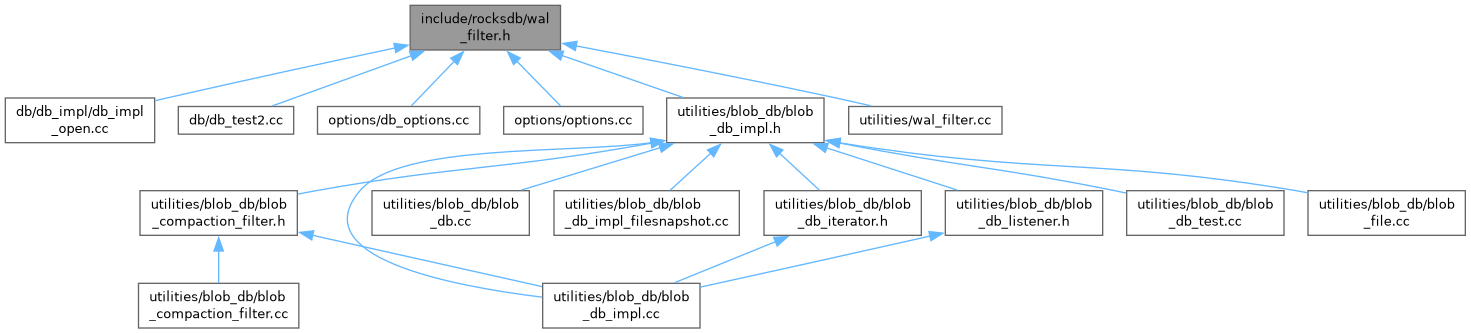 include/rocksdb/wal
_filter.h
db/db_impl/db_impl
_open.cc
db/db_test2.cc
options/db_options.cc
options/options.cc
utilities/blob_db/blob
_db_impl.h
utilities/wal_filter.cc
utilities/blob_db/blob
_compaction_filter.h
utilities/blob_db/blob
_db.cc
utilities/blob_db/blob
_db_impl_filesnapshot.cc
utilities/blob_db/blob
_db_iterator.h
utilities/blob_db/blob
_db_listener.h
utilities/blob_db/blob
_db_test.cc
utilities/blob_db/blob
_file.cc
utilities/blob_db/blob
_compaction_filter.cc
utilities/blob_db/blob
_db_impl.cc